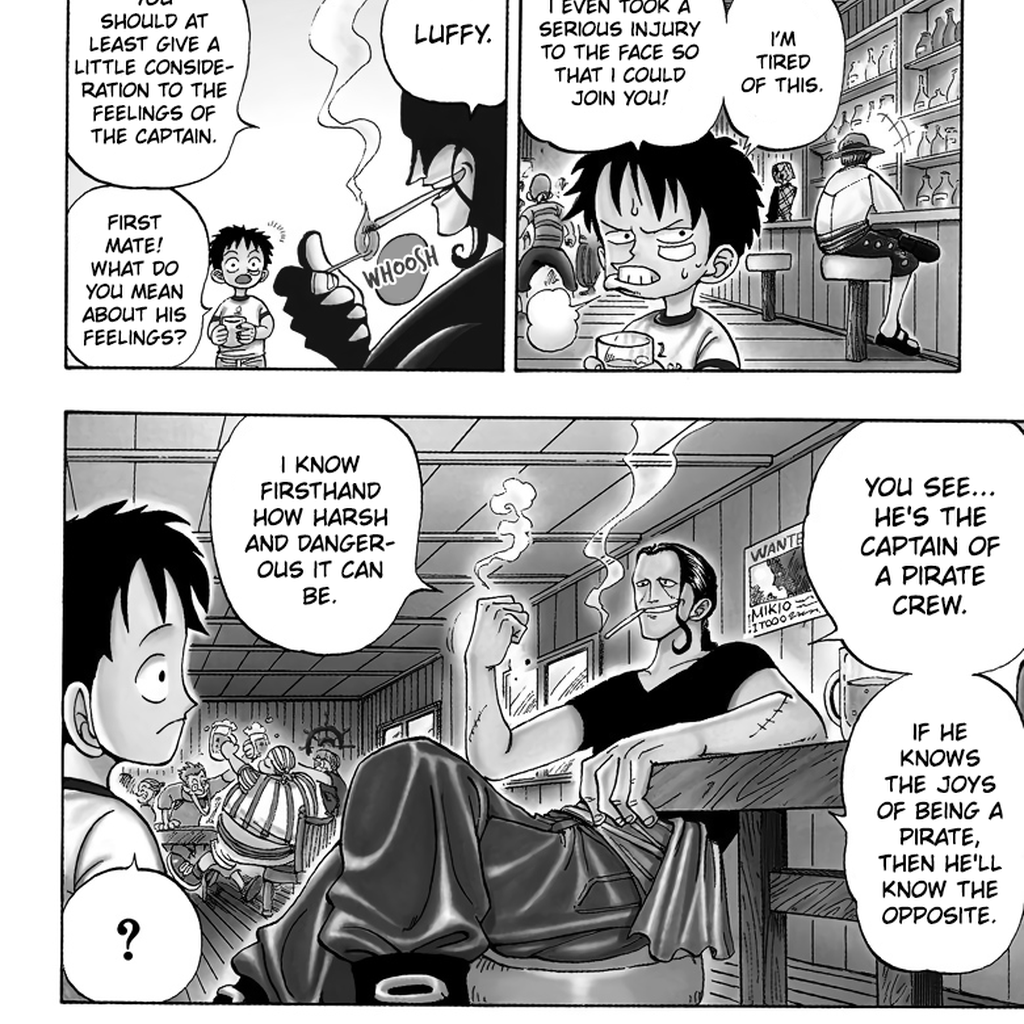 I'M
TIRED
OF THIS.
I EVEN TOOK A
SERIOUS INJURY
TO THE FACE SO
THAT I COULD
JOIN YOU!
2
LUFFY.
WHOOSH
YOU
SHOULD AT
LEAST GIVE A
LITTLE CONSIDE-
RATION TO THE
FEELINGS OF
THE CAPTAIN.
FIRST
MATE!
WHAT DO
YOU MEAN
ABOUT HIS
FEELINGS?
YOU SEE...
HE'S THE
CAPTAIN OF
A PIRATE
CREW.
IF HE
KNOWS
THE JOYS
OF BEING A
PIRATE,
THEN HE'LL
KNOW THE
OPPOSITE.
WANTE
MIKIO
I KNOW
FIRSTHAND
HOW HARSH
AND DANGER-
OUS IT CAN
BE.
?